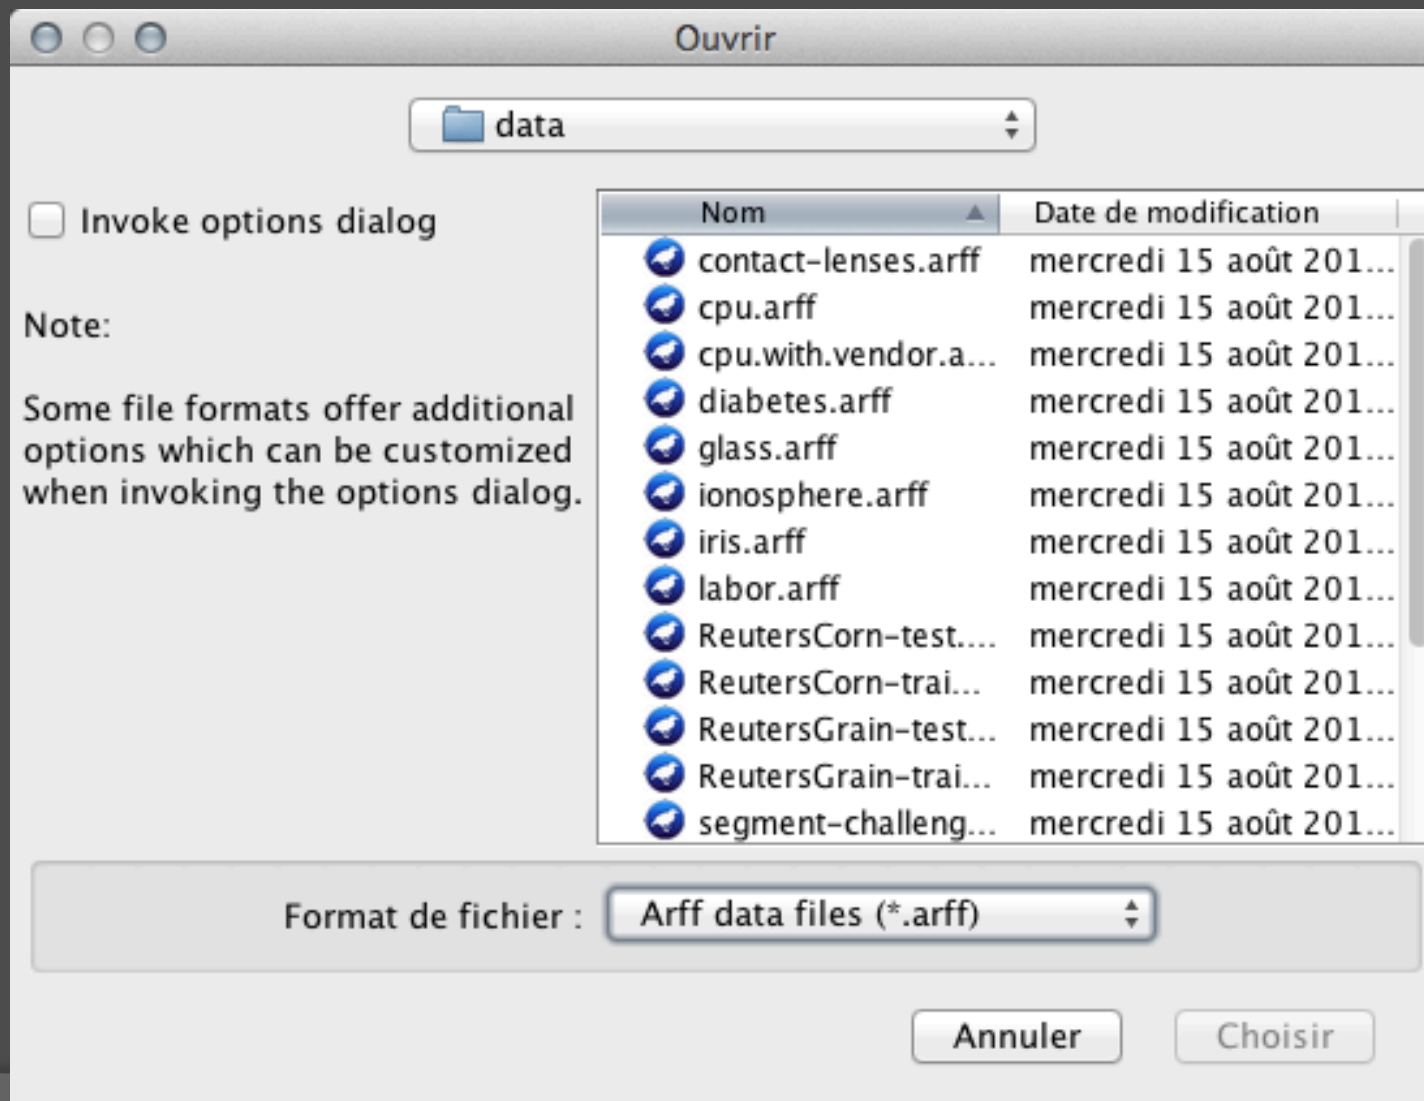 Ouvrir
data
Invoke options dialog
Note:
Some file formats offer additional
options which can be customized
when invoking the options dialog.
Nom Date de modification
contact-lenses.arff mercredi 15 août 201...
cpu.arff mercredi 15 août 201...
cpu.with.vendor.a... mercredi 15 août 201...
diabetes.arff mercredi 15 août 201...
glass.arff mercredi 15 août 201...
ionosphere.arff mercredi 15 août 201...
iris.arff mercredi 15 août 201...
labor.arff mercredi 15 août 201...
ReutersCorn-test.... mercredi 15 août 201...
ReutersCorn-trai... mercredi 15 août 201...
ReutersGrain-test... mercredi 15 août 201...
ReutersGrain-trai... mercredi 15 août 201...
segment-challeng... mercredi 15 août 201...
Format de fichier : Arff data files (*.arff)
Annuler Choisir